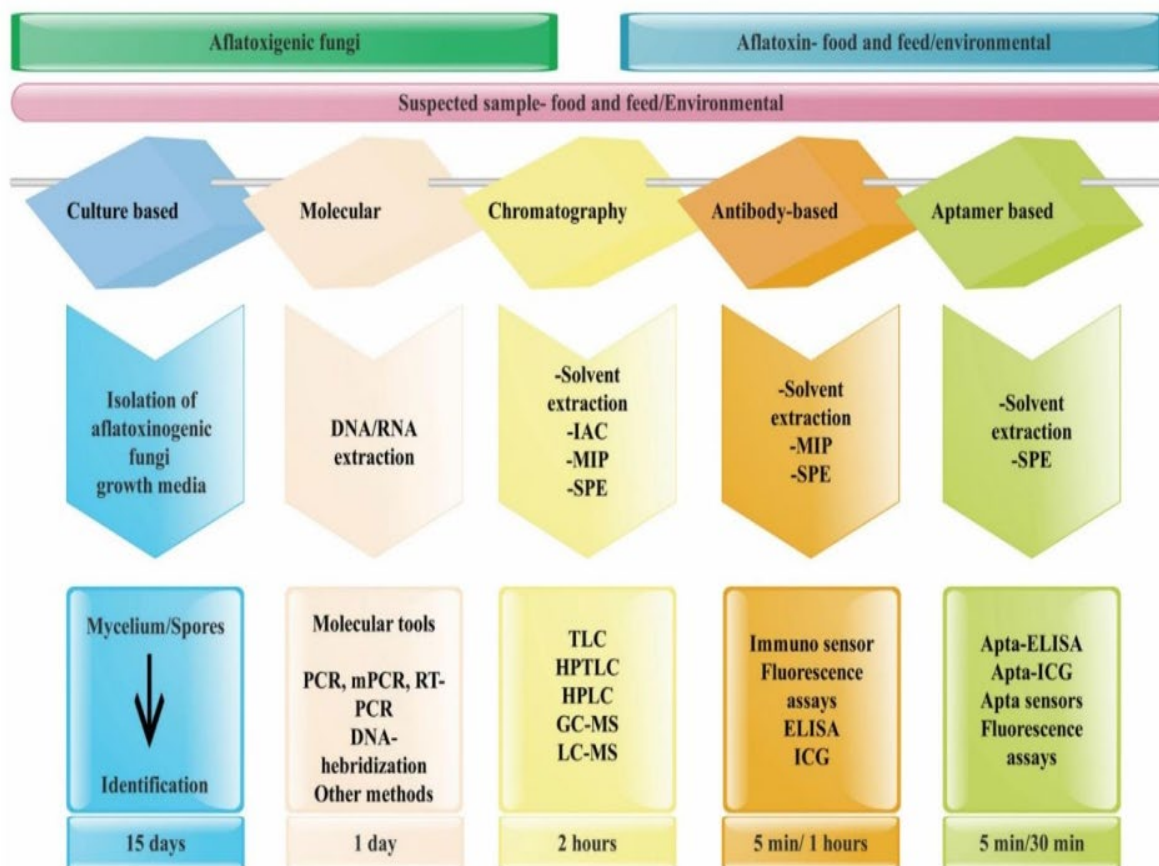 Aflatoxigenic fungi
Aflatoxin- food and feed/environmental
Suspected sample- food and feed/Environmental
Culture based
Molecular
Chromatography
Antibody-based
Aptamer based
Isolation of
aflatoxinogenic
fungi
growth media
DNA/RNA
extraction
-Solvent
extraction
-IAC
-MIP
-SPE
-Solvent
extraction
-MIP
-SPE
-Solvent
extraction
-SPE
Mycelium/Spores
Identification
Molecular tools
PCR, mPCR, RT-
PCR
DNA-
hebridization
Other methods
TLC
HPTLC
HPLC
GC-MS
LC-MS
Immuno sensor
Fluorescence
assays
ELISA
ICG
Apta-ELISA
Apta-ICG
Apta sensors
Fluorescence
assays
15 days
1 day
2 hours
5 min/ 1 hours
5 min/30 min